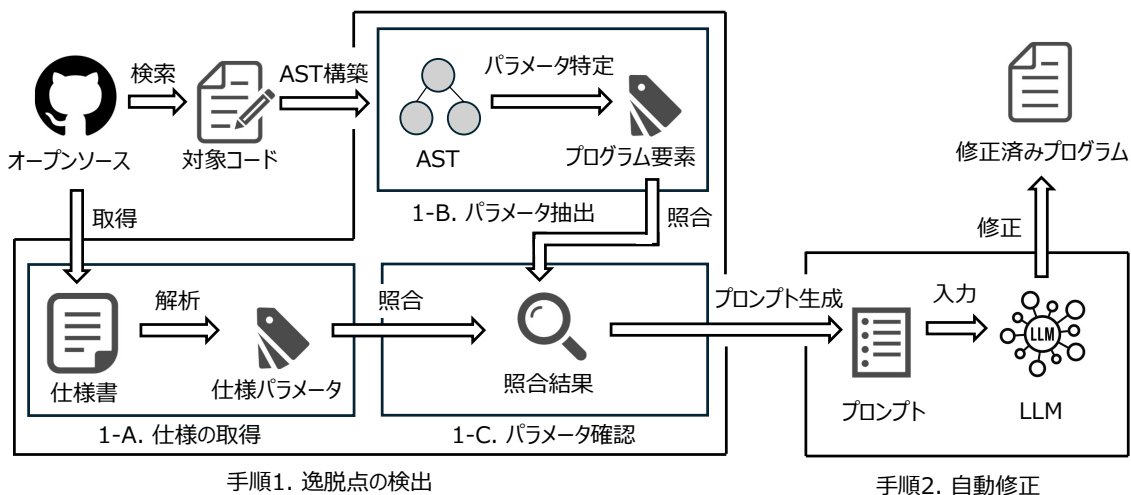 検索
AST構築
パラメータ特定
オープンソース
対象コード
AST
プログラム要素
修正済みプログラム
1-B. パラメータ抽出
取得
照合
修正
解析
照合
プロンプト生成
入力
LLM
仕様書
仕様パラメータ
照合結果
プロンプト
LLM
1-A. 仕様の取得
1-C. パラメータ確認
手順1. 逸脱点の検出
手順2. 自動修正